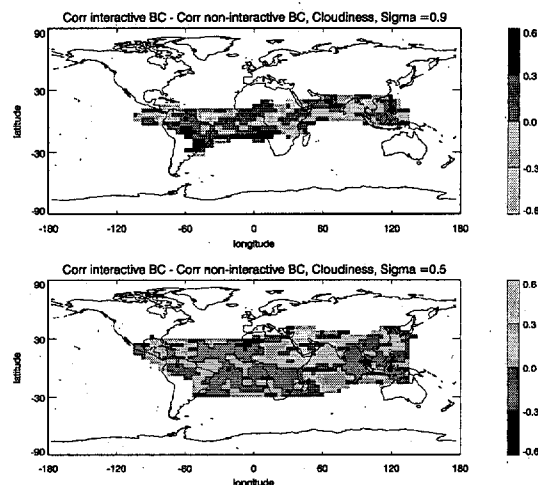 Corr interactive BC - Corr non-interactive BC, Cloudiness, Sigma =0.9
90
30
-30
-90
latitude
-180 -120 -60 0 60 120 180
longitude
0.6
0.3
0.0
-0.3
-0.6
Corr interactive BC - Corr non-interactive BC, Cloudiness, Sigma =0.5
90
30
-30
-90
latitude
-180 -120 -60 0 60 120 180
longitude
0.6
0.3
0.0
-0.3
-0.6